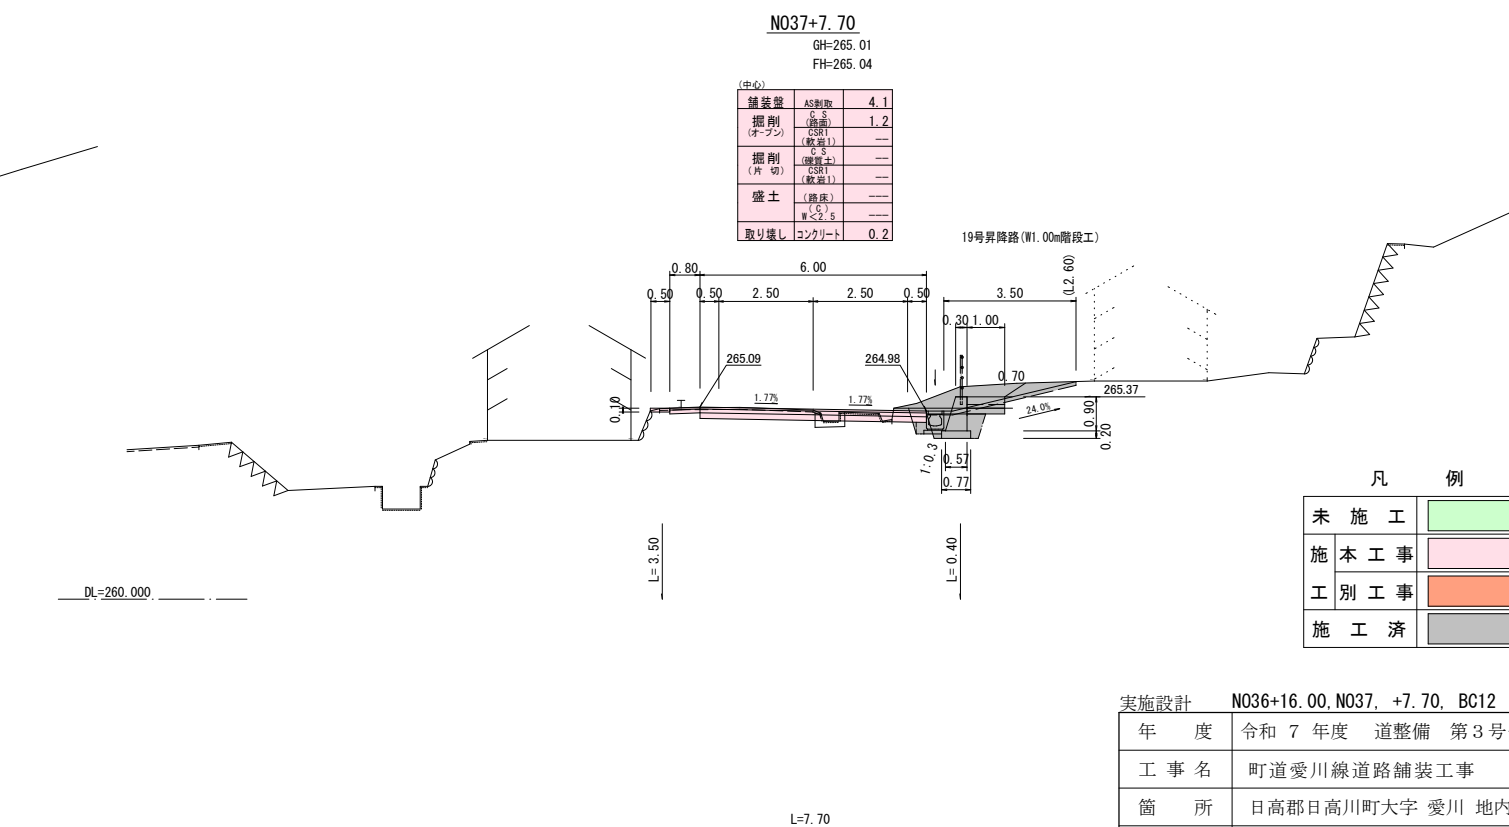 NO37+7.70
GH=265.01
FH=265.04
(中心)
舗装盤 AS剥取 4.1
掘削 (オープン) C S (路面) 1.2
CSR1 (軟岩1) ――
掘削 (片 切) C S (礫質土) ――
CSR1 (軟岩1) ――
盛土 (路床) ---
(C) W<2.5 ---
取り壊し コンクリート 0.2
19号昇降路(W1.00m階段工)
(L2.60)
0.80 6.00
0.50 0.50 2.50 2.50 0.50 3.50
0.30 1.00
265.09 264.98
0.70
265.37
1.77% 1.77%
24.0%
0.10
0.90
0.20
1:0.3
0.57
0.77
L= 3.50
L= 0.40
DL=260.000
凡 例
未 施 工
施 本 工 事
工 別 工 事
施 工 済
実施設計 NO36+16.00,NO37, +7.70, BC12
年 度 令和 7 年度 道整備 第3号
工 事 名 町道愛川線道路舗装工事
箇 所 日高郡日高川町大字 愛川 地内
L=7.70